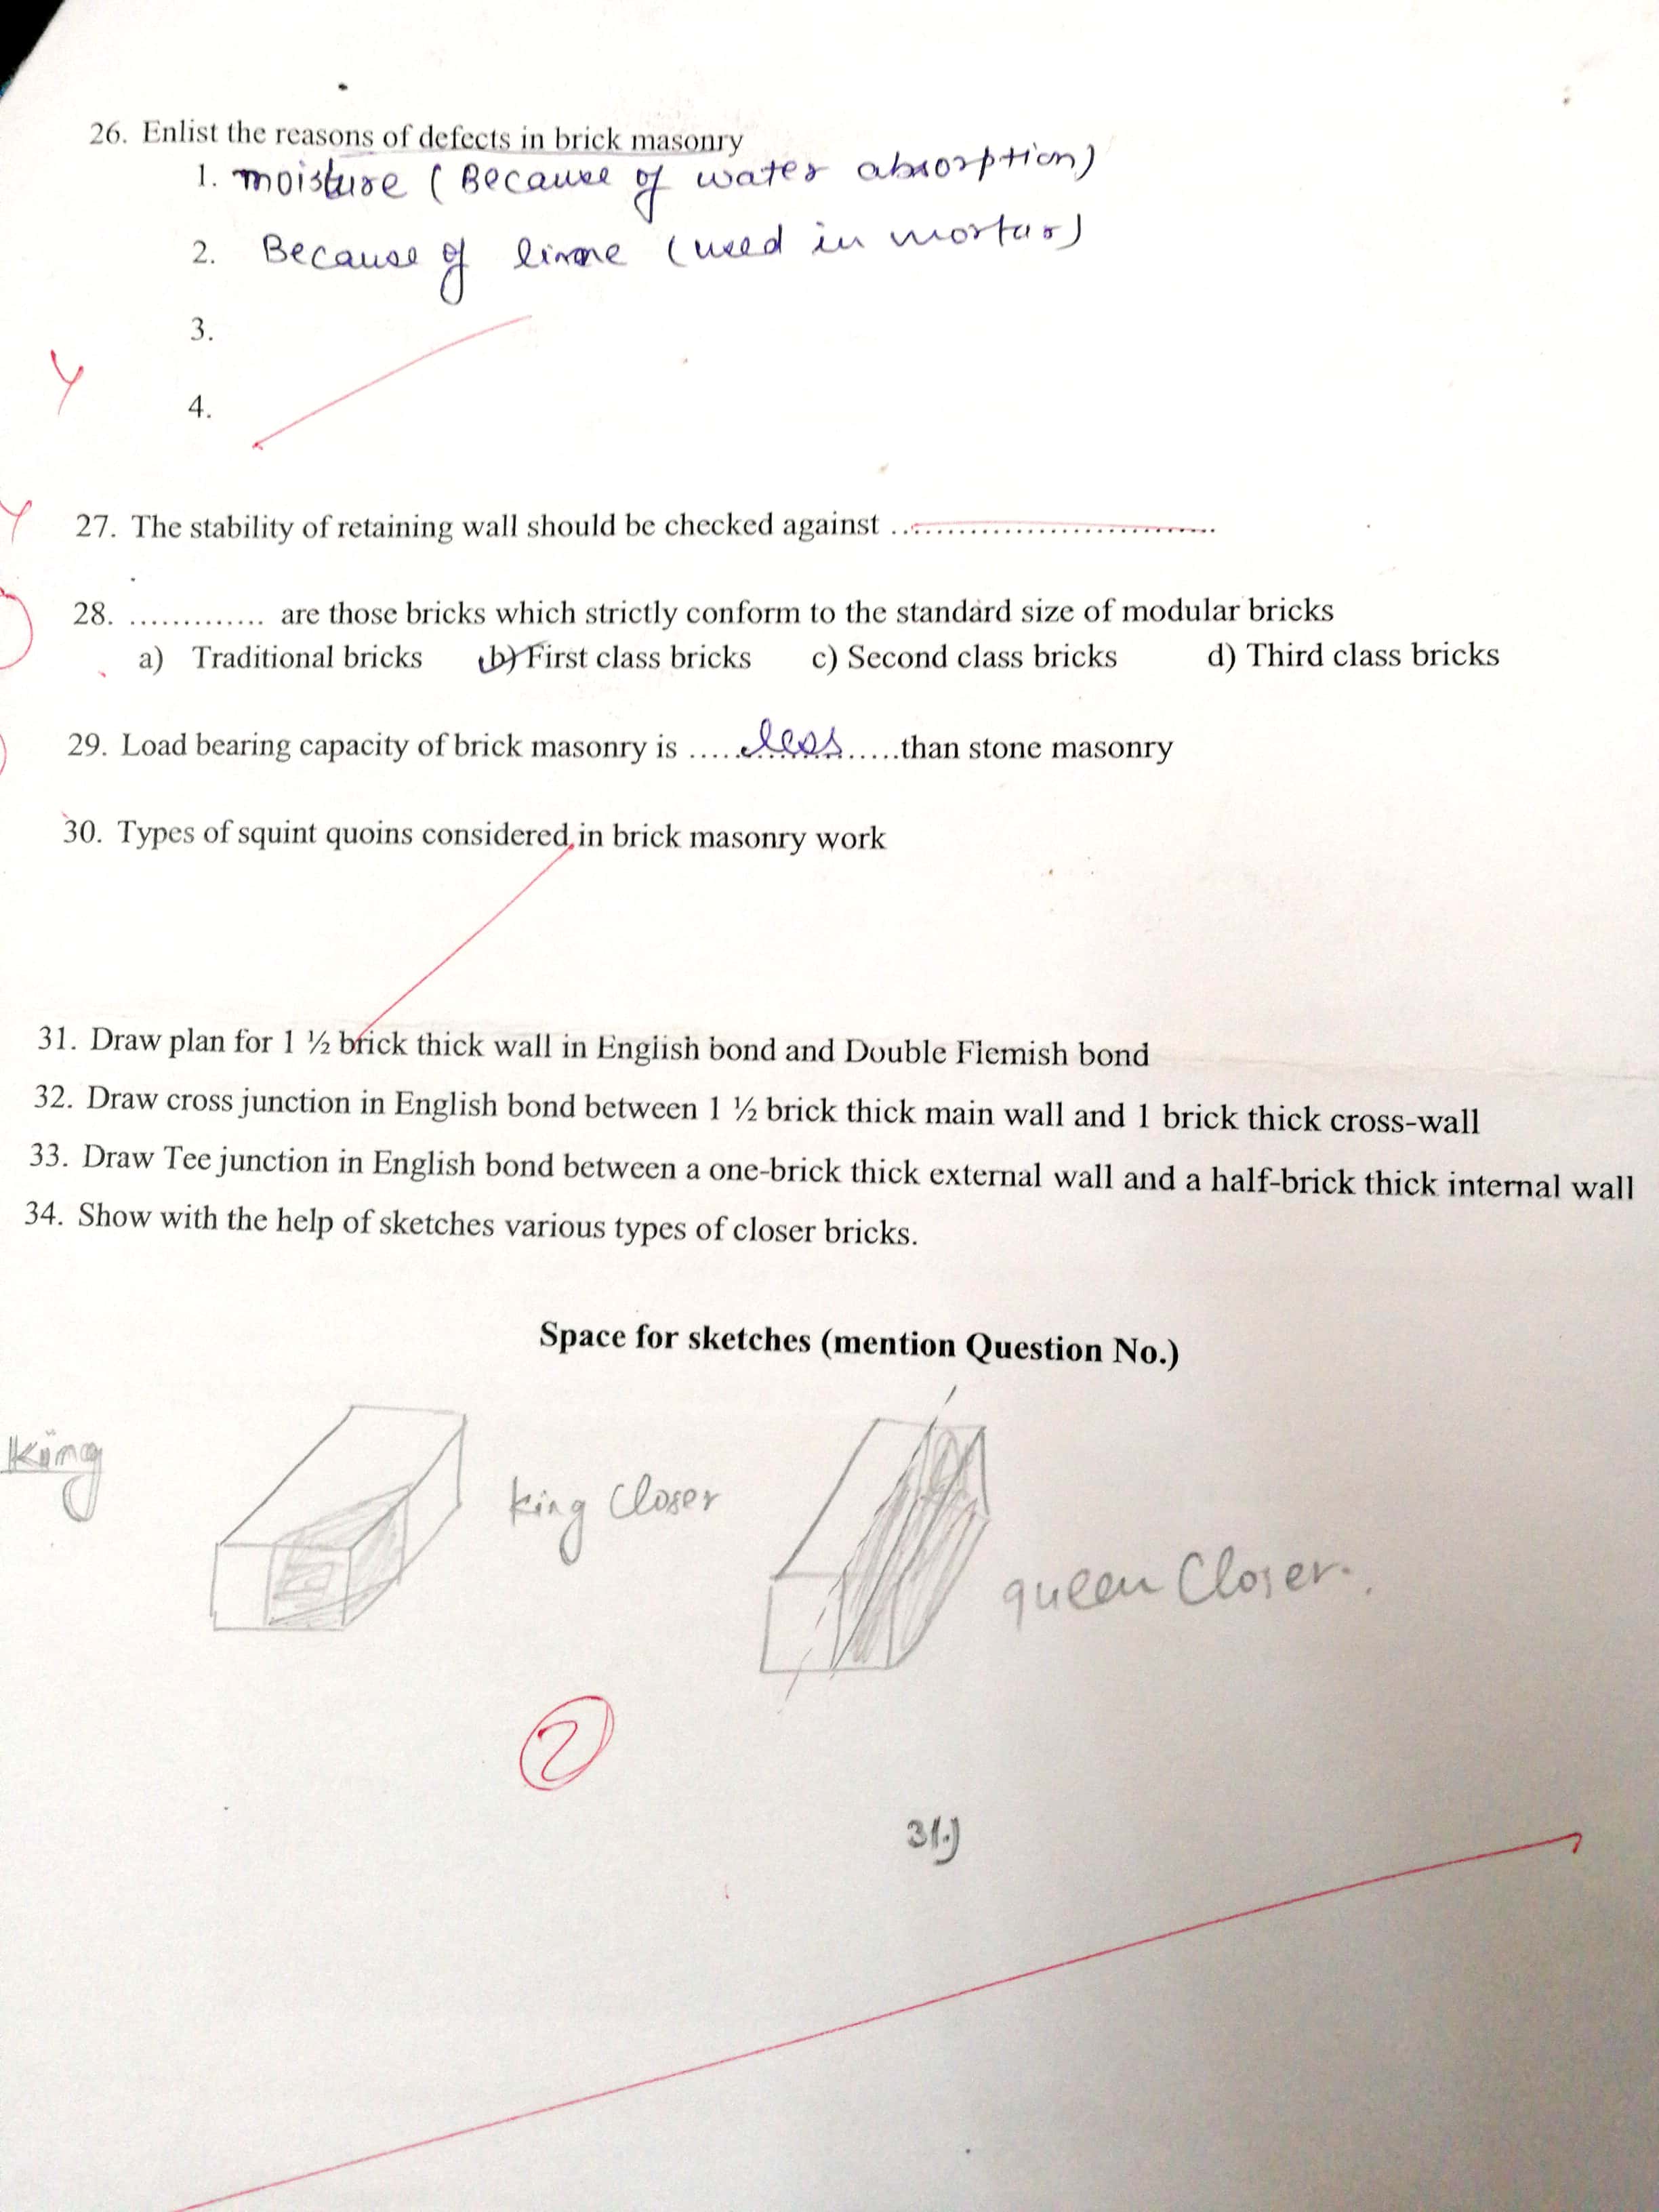 26. Enlist the reasons of defects in brick masonry
1. moisture (Because of water absorption)
2. Because of lime (used in mortar)
3.
4.
27. The stability of retaining wall should be checked against ..............................
28. ............. are those bricks which strictly conform to the standard size of modular bricks
a) Traditional bricks b) First class bricks c) Second class bricks d) Third class bricks
29. Load bearing capacity of brick masonry is .....less.....than stone masonry
30. Types of squint quoins considered in brick masonry work
31. Draw plan for 1 ½ brick thick wall in English bond and Double Flemish bond
32. Draw cross junction in English bond between 1 ½ brick thick main wall and 1 brick thick cross-wall
33. Draw Tee junction in English bond between a one-brick thick external wall and a half-brick thick internal wall
34. Show with the help of sketches various types of closer bricks.
Space for sketches (mention Question No.)
King
king Closer
queen Closer.
2
31.)